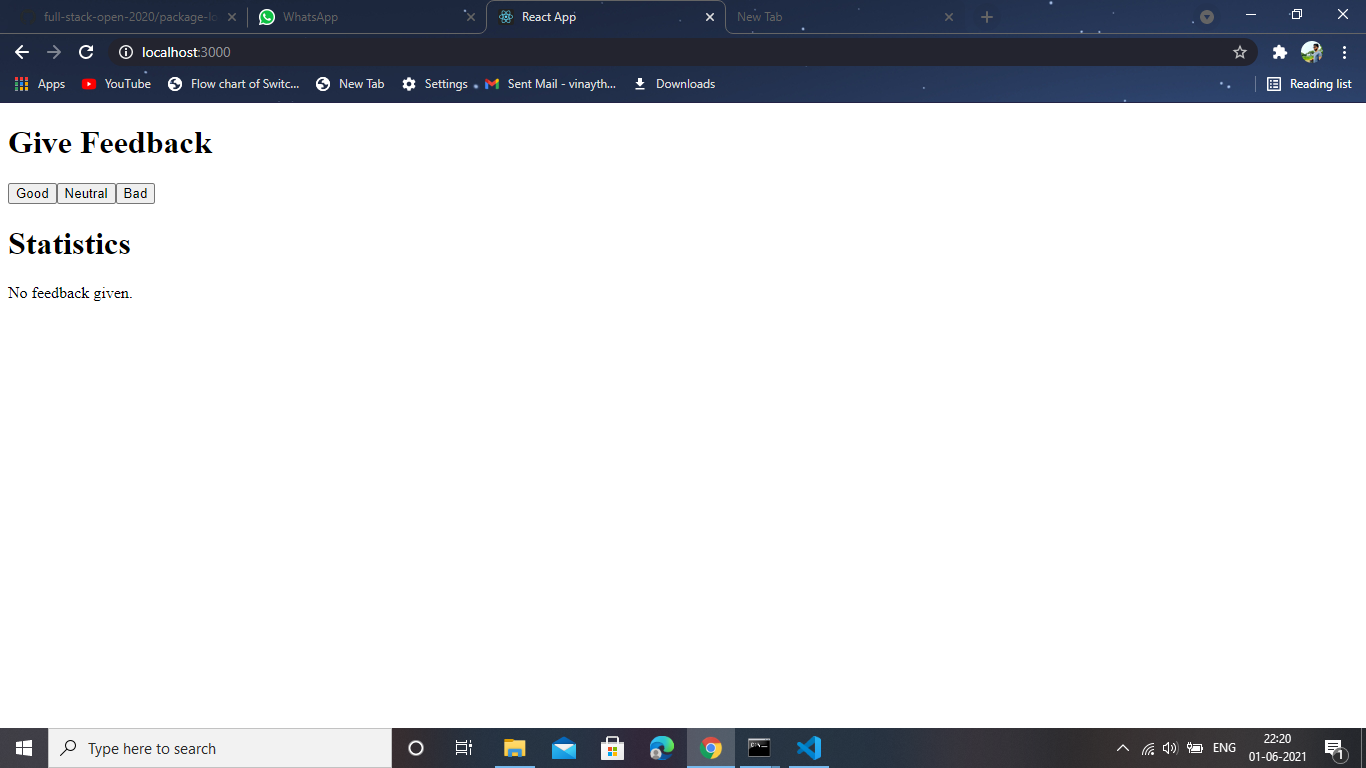 full-stack-open-2020/package-lo
WhatsApp
React App
New Tab
localhost:3000
Apps
YouTube
Flow chart of Switc...
New Tab
Settings
Sent Mail - vinayth...
Downloads
Reading list
Give Feedback
Good
Neutral
Bad
Statistics
No feedback given.
Type here to search
ENG
22:20
01-06-2021
1